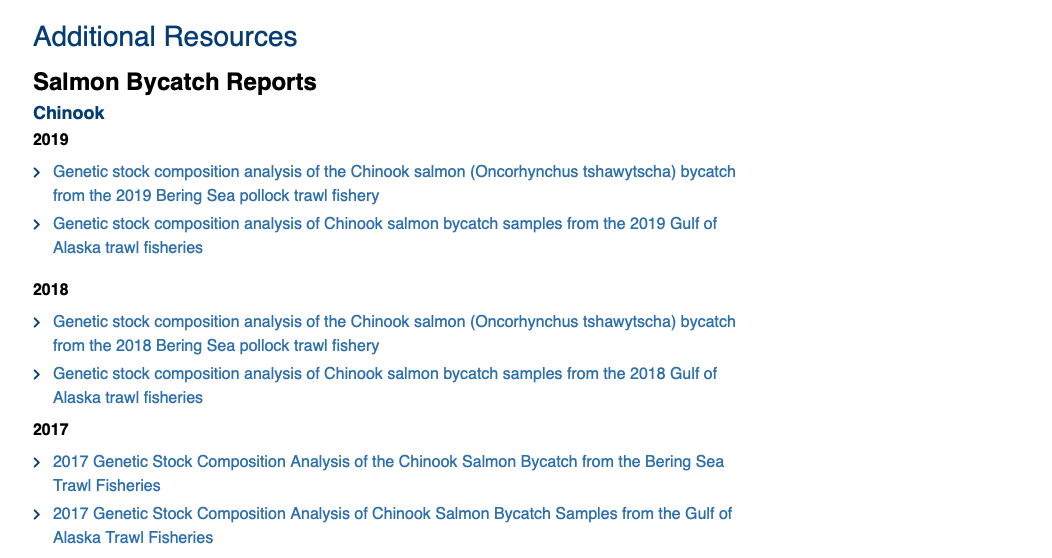 Additional Resources
Salmon Bycatch Reports
Chinook
2019
Genetic stock composition analysis of the Chinook salmon (Oncorhynchus tshawytscha) bycatch
from the 2019 Bering Sea pollock trawl fishery
Genetic stock composition analysis of Chinook salmon bycatch samples from the 2019 Gulf of
Alaska trawl fisheries
2018
Genetic stock composition analysis of the Chinook salmon (Oncorhynchus tshawytscha) bycatch
from the 2018 Bering Sea pollock trawl fishery
Genetic stock composition analysis of Chinook salmon bycatch samples from the 2018 Gulf of
Alaska trawl fisheries
2017
2017 Genetic Stock Composition Analysis of the Chinook Salmon Bycatch from the Bering Sea
Trawl Fisheries
2017 Genetic Stock Composition Analysis of Chinook Salmon Bycatch Samples from the Gulf of
Alaska Trawl Fisheries